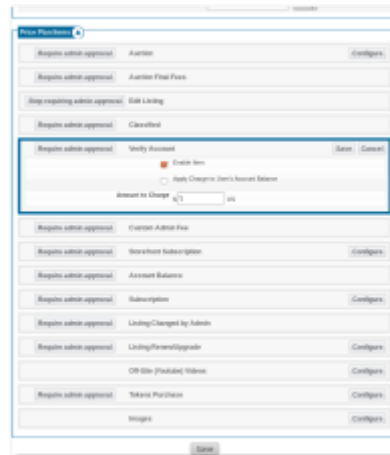 Price Plan Items
Require admin approval Auction Configure
Require admin approval Auction Final Fees
Stop requiring admin approval Edit Listing
Require admin approval Classified
Require admin approval Verify Account Save Cancel
Enable Item
Apply Charge to User's Account Balance
Amount to Charge $
Require admin approval Custom Admin Fee
Require admin approval Storefront Subscription Configure
Require admin approval Account Balance
Require admin approval Subscription Configure
Require admin approval Listing Changed by Admin
Require admin approval Listing Renew/Upgrade Configure
Off-Site (Youtube) Videos Configure
Require admin approval Tokens Purchase Configure
Images Configure
Save